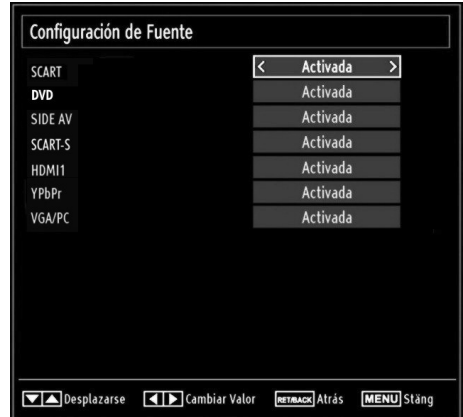 Configuración de Fuente
SCART < Activada >
DVD Activada
SIDE AV Activada
SCART-S Activada
HDMI1 Activada
YPbPr Activada
VGA/PC Activada
Desplazarse Cambiar Valor RET/BACK Atrás MENU Stäng